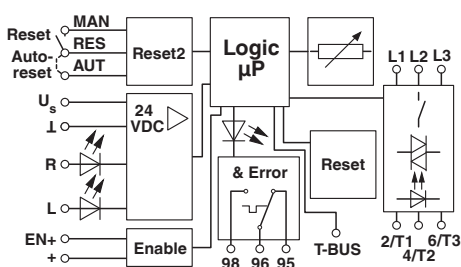 Reset
Auto-
reset
MAN
RES
AUT
Reset2
Logic
µP
L1 L2 L3
Us
⊥
R
L
24
VDC
& Error
Reset
EN+
+
Enable
98 96 95
T-BUS
2/T1
4/T2
6/T3